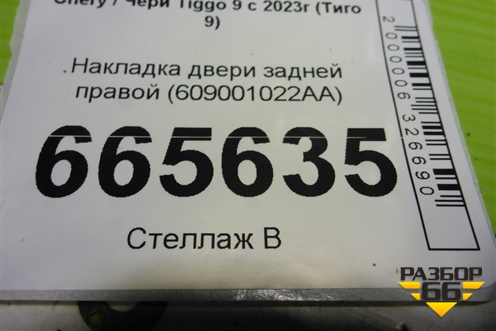 Chery / Чери Tiggo 9 с 2023г (Тиго
9)
Накладка двери задней
правой (609001022AA)
665635
Стеллаж В
2000006326690
РАЗБОР
66